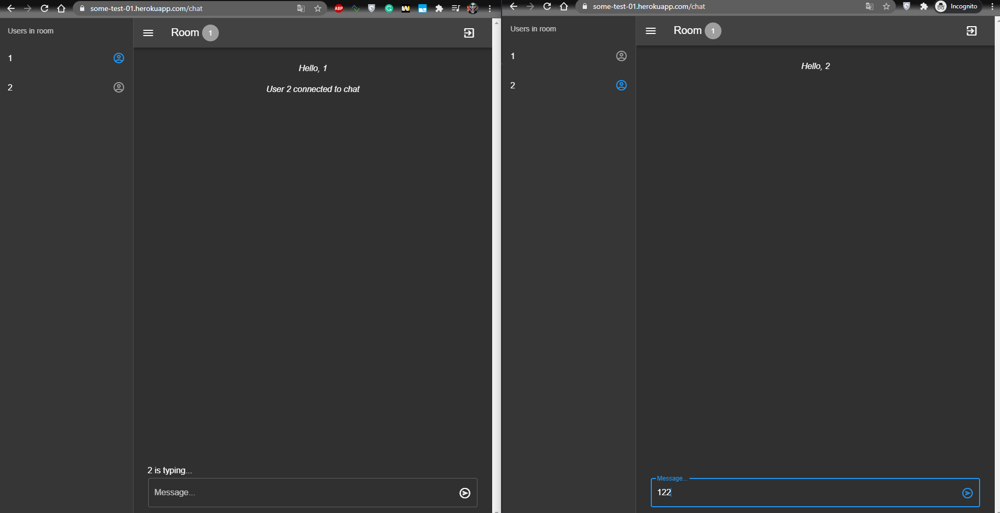 some-test-01.herokuapp.com/chat
ABP
Users in room
Room 1
1
2
Hello, 1
User 2 connected to chat
2 is typing...
Message...
some-test-01.herokuapp.com/chat
Incognito
Users in room
Room 1
1
2
Hello, 2
Message...
122